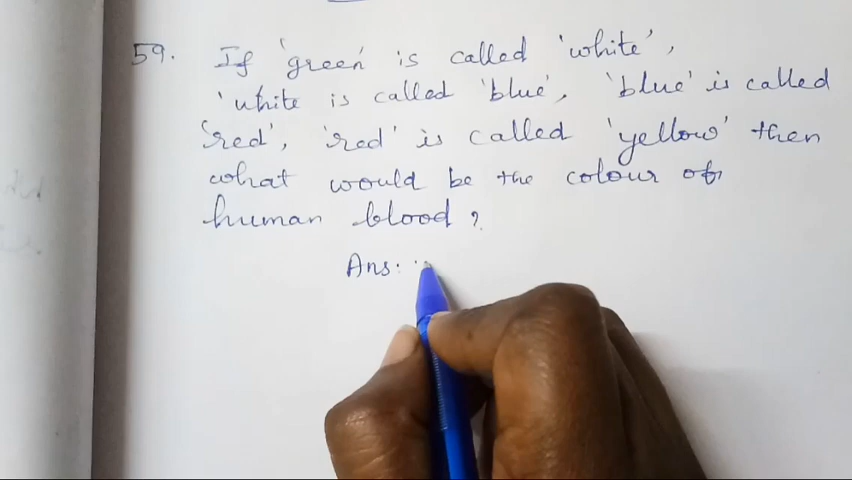 59. If 'green' is called 'white',
'white is called 'blue', 'blue' is called
'red', 'red' is called 'yellow' then
what would be the colour of
human blood?
Ans: